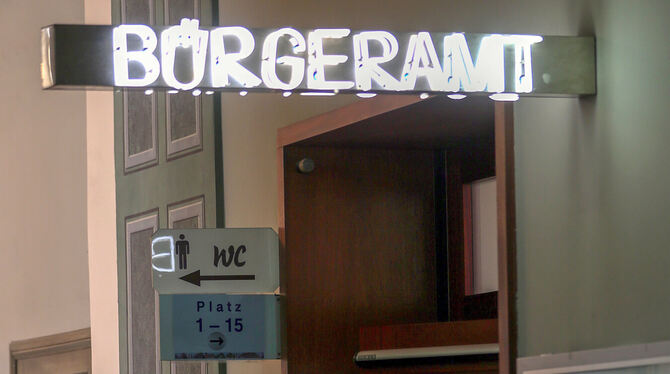 BÜRGERAMT
WC
Platz
1 – 15